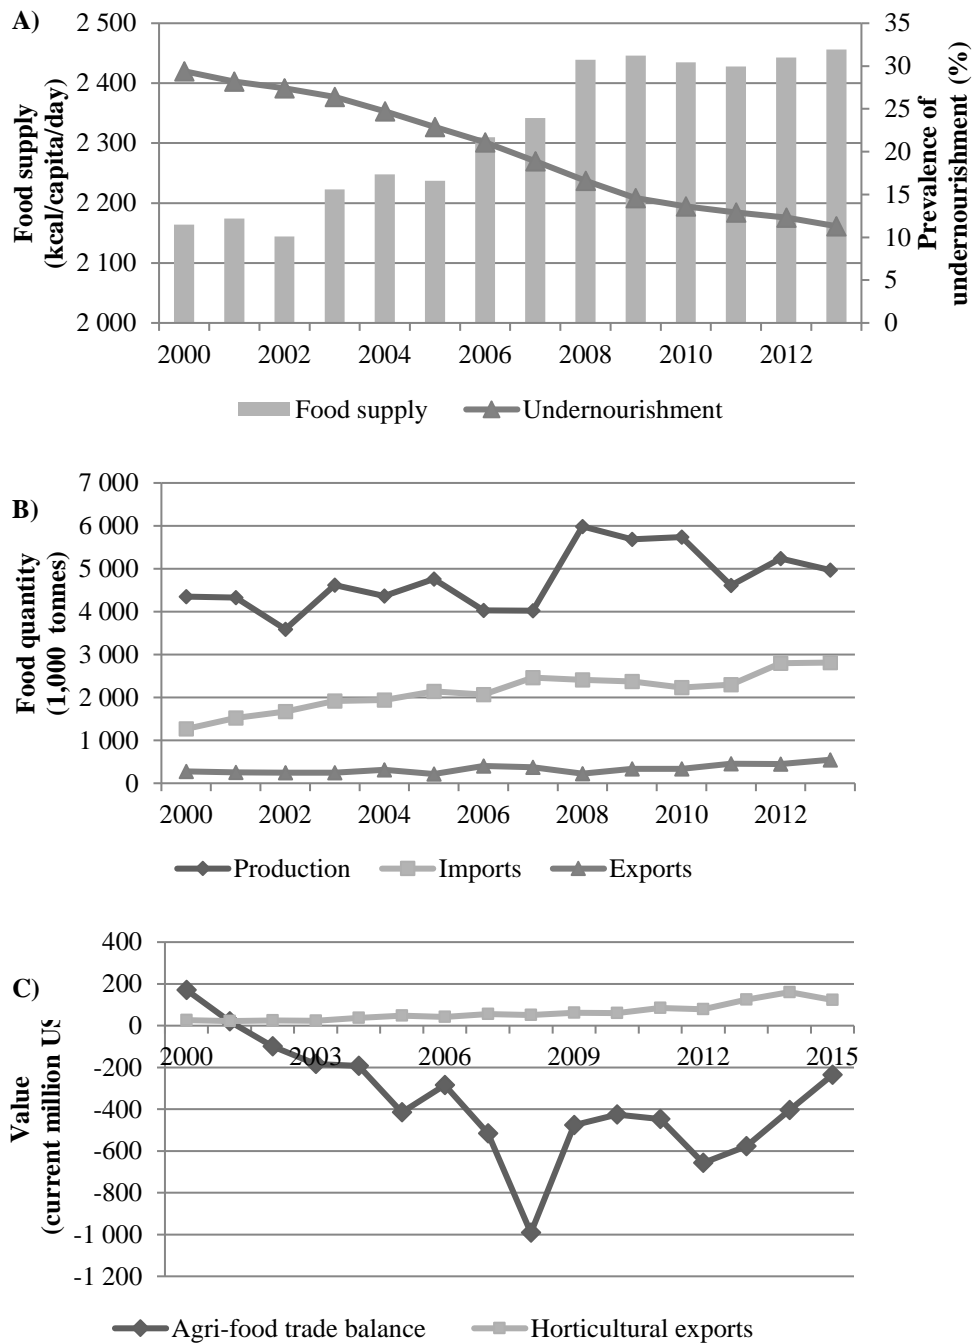 A)
Food supply
(kcal/capita/day)
2 500
2 400
2 300
2 200
2 100
2 000
35
30
25
20
15
10
5
0
Prevalence of
undernourishment (%)
2000 2002 2004 2006 2008 2010 2012
Food supply Undernourishment
B)
Food quantity
(1,000 tonnes)
7 000
6 000
5 000
4 000
3 000
2 000
1 000
0
2000 2002 2004 2006 2008 2010 2012
Production Imports Exports
C)
Value
(current million US
400
200
0
-200
-400
-600
-800
-1 000
-1 200
2000 2003 2006 2009 2012 2015
Agri-food trade balance Horticultural exports